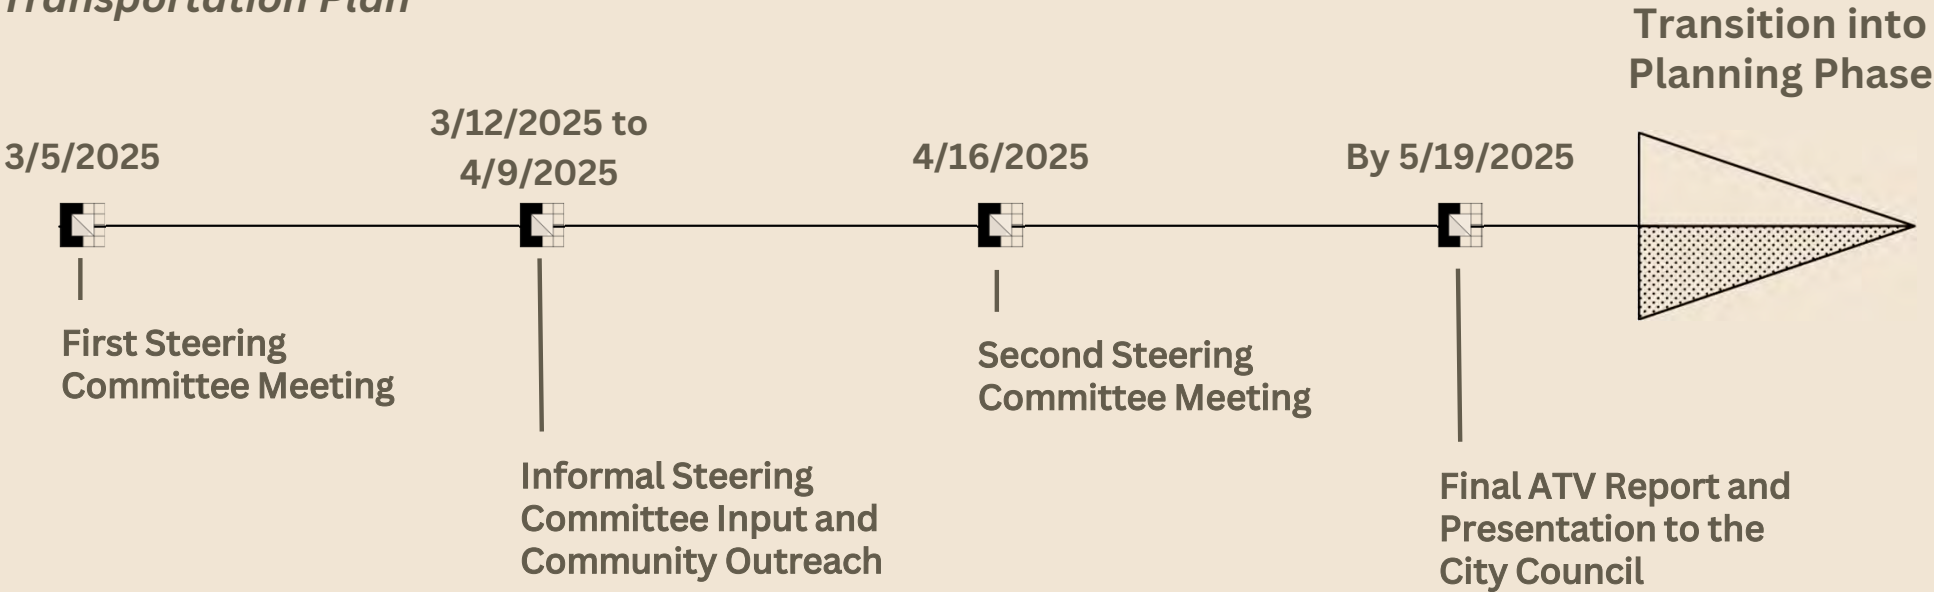 Transportation Plan
Transition into
Planning Phase
3/5/2025
3/12/2025 to
4/9/2025
4/16/2025
By 5/19/2025
First Steering
Committee Meeting
Informal Steering
Committee Input and
Community Outreach
Second Steering
Committee Meeting
Final ATV Report and
Presentation to the
City Council